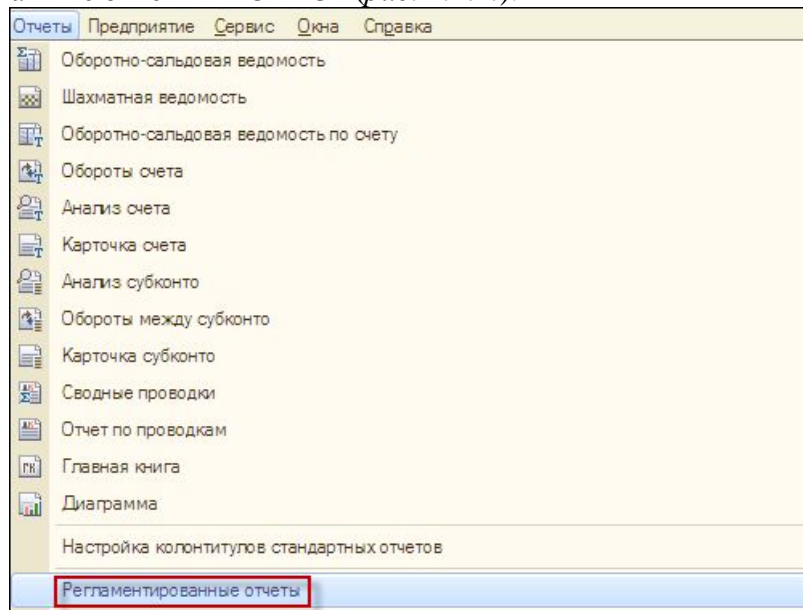 Отчеты Предприятие Сервис Окна Справка
Оборотно-сальдовая ведомость
Шахматная ведомость
Оборотно-сальдовая ведомость по счету
Обороты счета
Анализ счета
Карточка счета
Анализ субконто
Обороты между субконто
Карточка субконто
Сводные проводки
Отчет по проводкам
Главная книга
Диаграмма
Настройка колонтитулов стандартных отчетов
Регламентированные отчеты